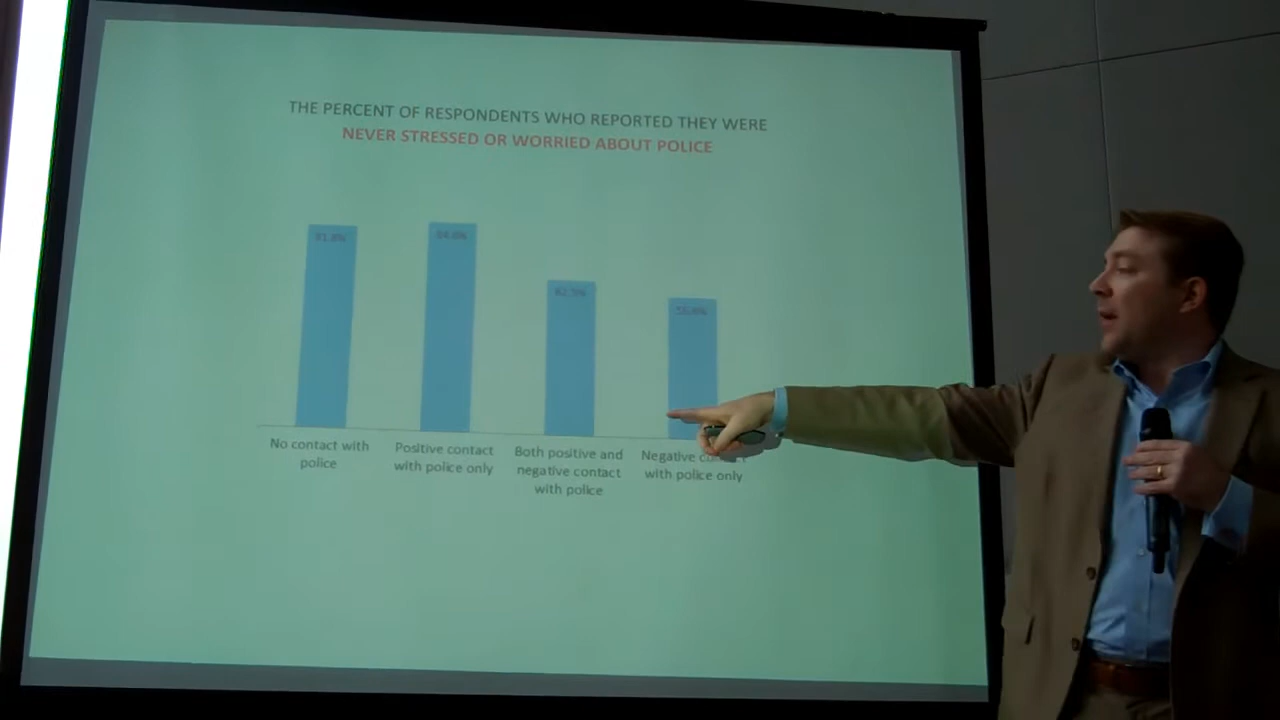 THE PERCENT OF RESPONDENTS WHO REPORTED THEY WERE
NEVER STRESSED OR WORRIED ABOUT POLICE
No contact with
police
Positive contact
with police only
Both positive and
negative contact
with police
Negative
with police only